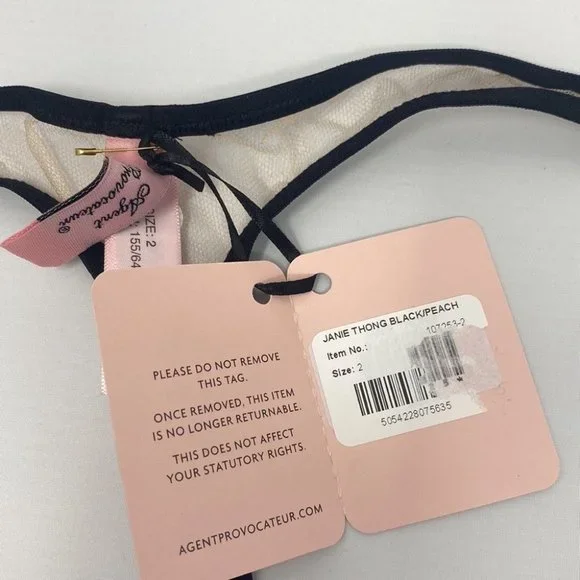 Agent
Provocateur®
SIZE: 2
155/64
PLEASE DO NOT REMOVE
THIS TAG.
ONCE REMOVED, THIS ITEM
IS NO LONGER RETURNABLE.
THIS DOES NOT AFFECT
YOUR STATUTORY RIGHTS.
AGENTPROVOCATEUR.COM
JANIE THONG BLACK/PEACH
Item No.: 107253-2
Size: 2
5054228075635